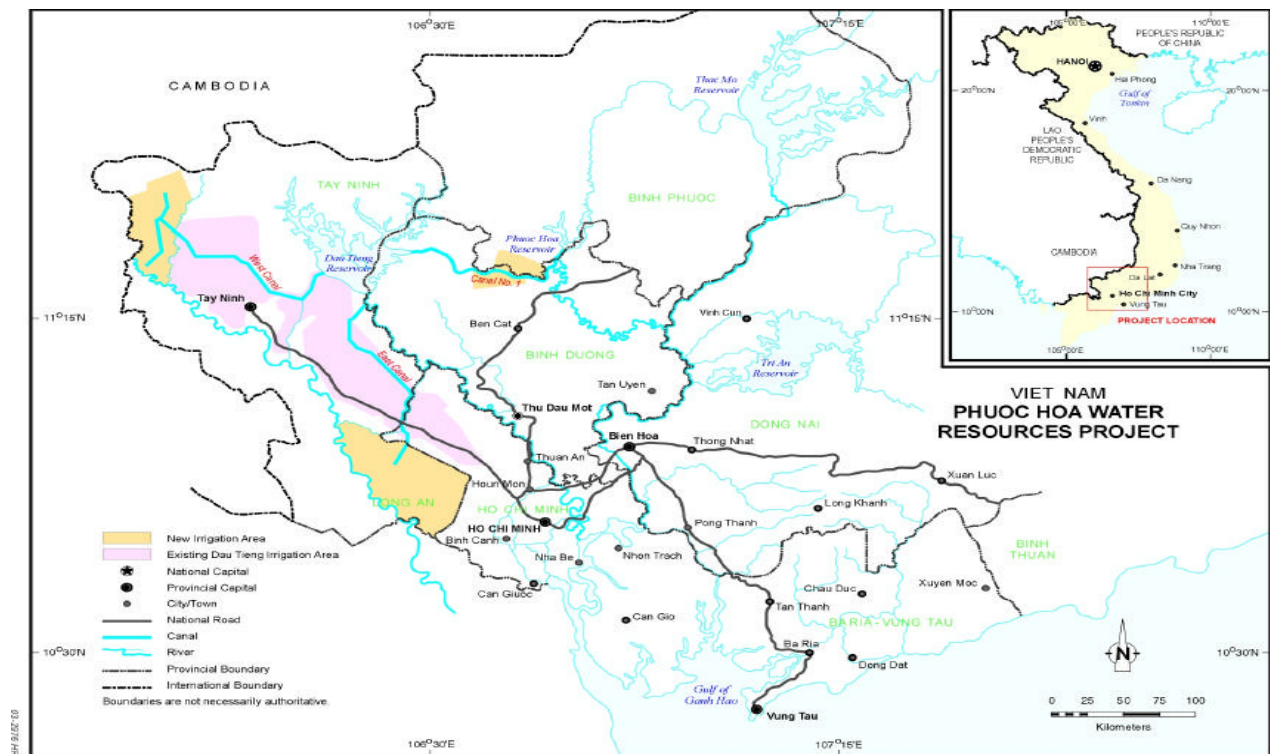 106°30'E
107°15'E
CAMBODIA
Thac Mo
Reservoir
TAY NINH
BINH PHUOC
Phuoc Hoa
Reservoir
Dau Tieng
Reservoir
West Canal
Canal No. 1
Tay Ninh
11°15'N
Ben Cat
Vinh Cuu
11°15'N
BINH DUONG
East Canal
Tri An
Reservoir
Tan Uyen
Thu Dau Mot
DONG NAI
Bien Hoa
Thong Nhat
Thuan An
Xuan Luc
Houn Mon
LONG AN
HO CHI MINH
Long Khanh
HO CHI MINH
Pong Thanh
Binh Canh
Nhon Trach
BINH
THUAN
Nha Be
Can Giuoc
Chau Duc
Xuyen Moc
Tan Thanh
Can Gio
BARIA - VUNG TAU
Ba Ria
10°30'N
Dong Dat
10°30'N
Gulf of
Ganh Hao
Vung Tau
106°30'E
107°15'E
New Irrigation Area
Existing Dau Tieng Irrigation Area
National Capital
Provincial Capital
City/Town
National Road
Canal
River
Provincial Boundary
International Boundary
Boundaries are not necessarily authoritative.
105°00'E
110°00'E
PEOPLE'S REPUBLIC
OF CHINA
HANOI
Hai Phong
20°00'N
Gulf of
Tonkin
20°00'N
Vinh
LAO
PEOPLE'S
DEMOCRATIC
REPUBLIC
Da Nang
Quy Nhon
CAMBODIA
Nha Trang
Da Lat
Ho Chi Minh City
10°00'N
Vung Tau
10°00'N
PROJECT LOCATION
105°00'E
110°00'E
VIET NAM
PHUOC HOA WATER
RESOURCES PROJECT
N
0 25 50 75 100
Kilometers